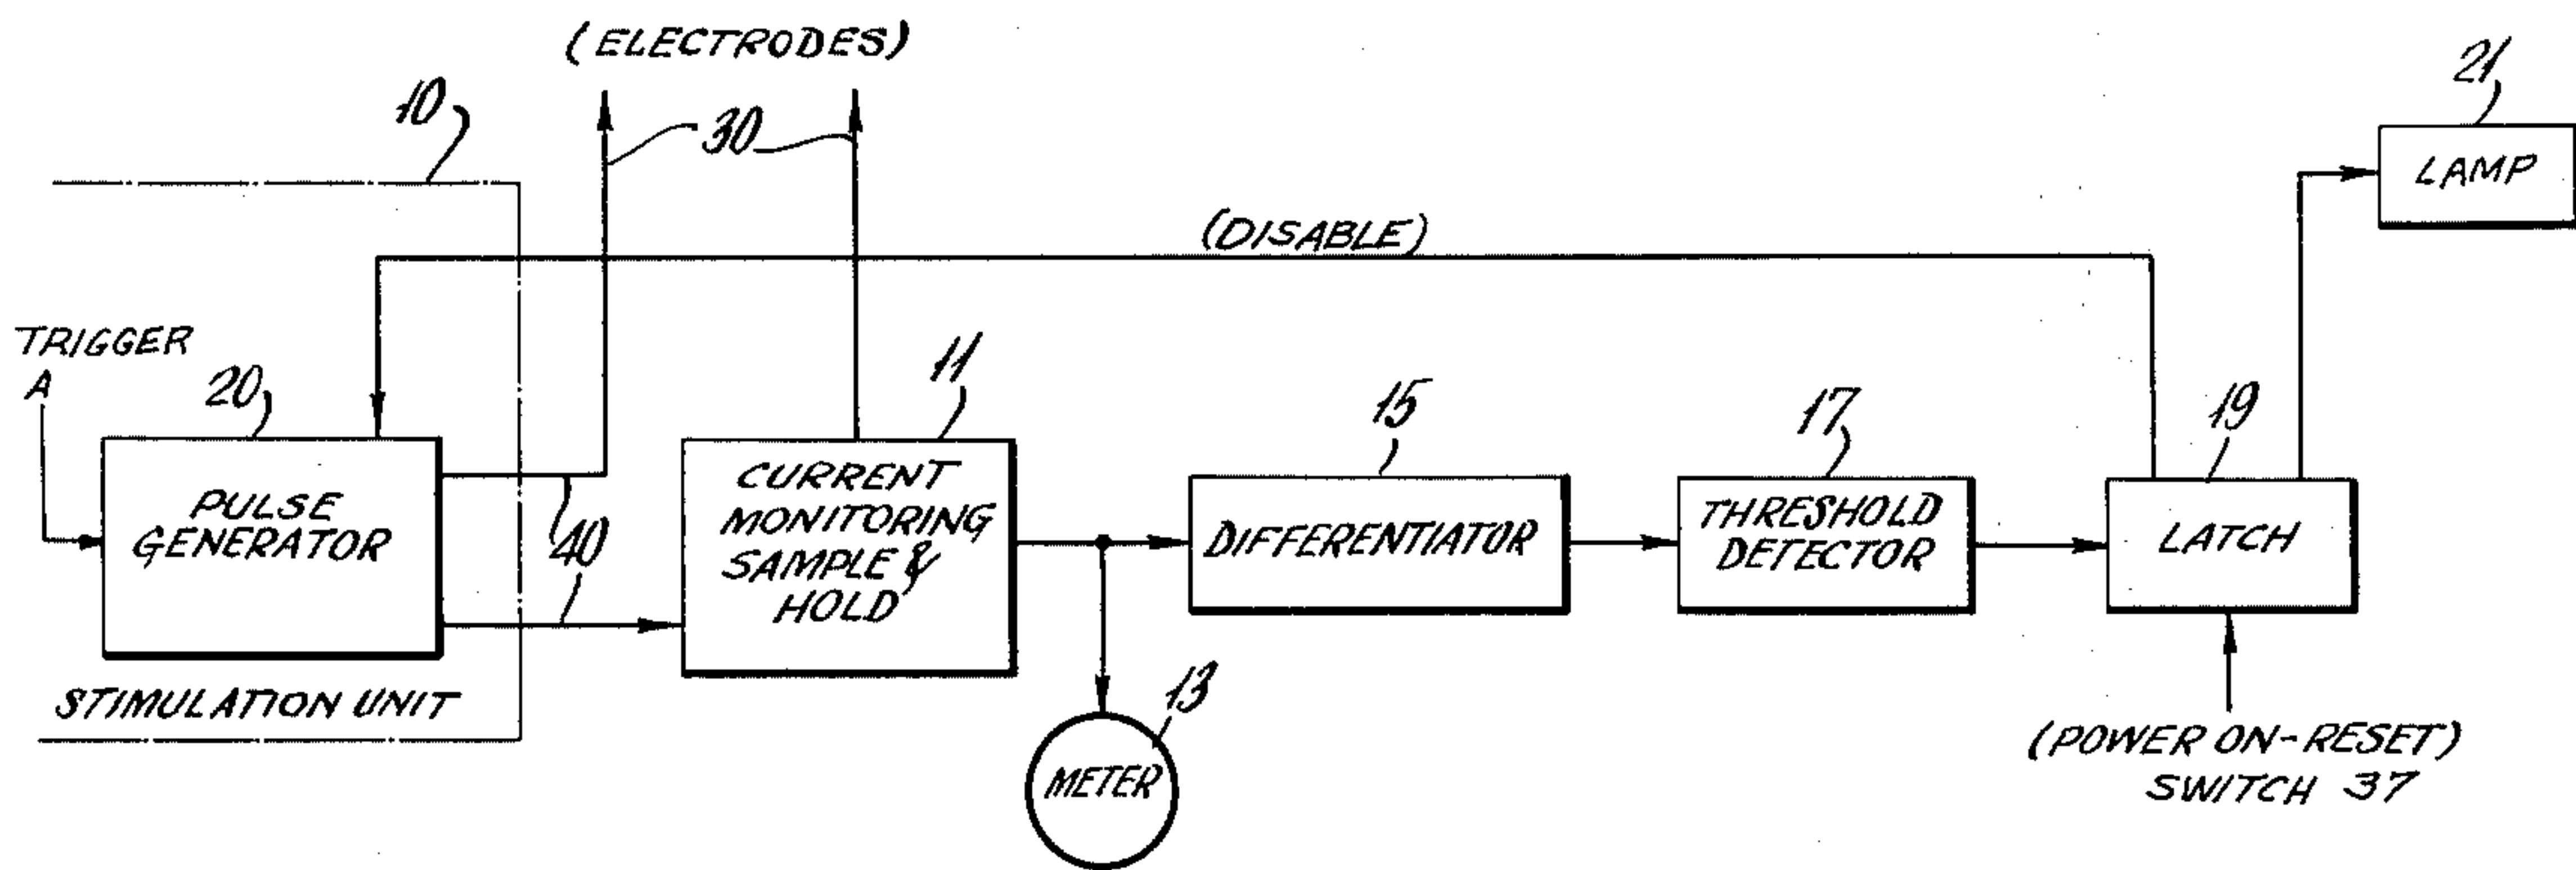 (ELECTRODES)
10
30
21
LAMP
(DISABLE)
TRIGGER
A
20
11
15
17
19
PULSE
GENERATOR
40
CURRENT
MONITORING
SAMPLE &
HOLD
DIFFERENTIATOR
THRESHOLD
DETECTOR
LATCH
STIMULATION UNIT
13
METER
(POWER ON-RESET)
SWITCH 37